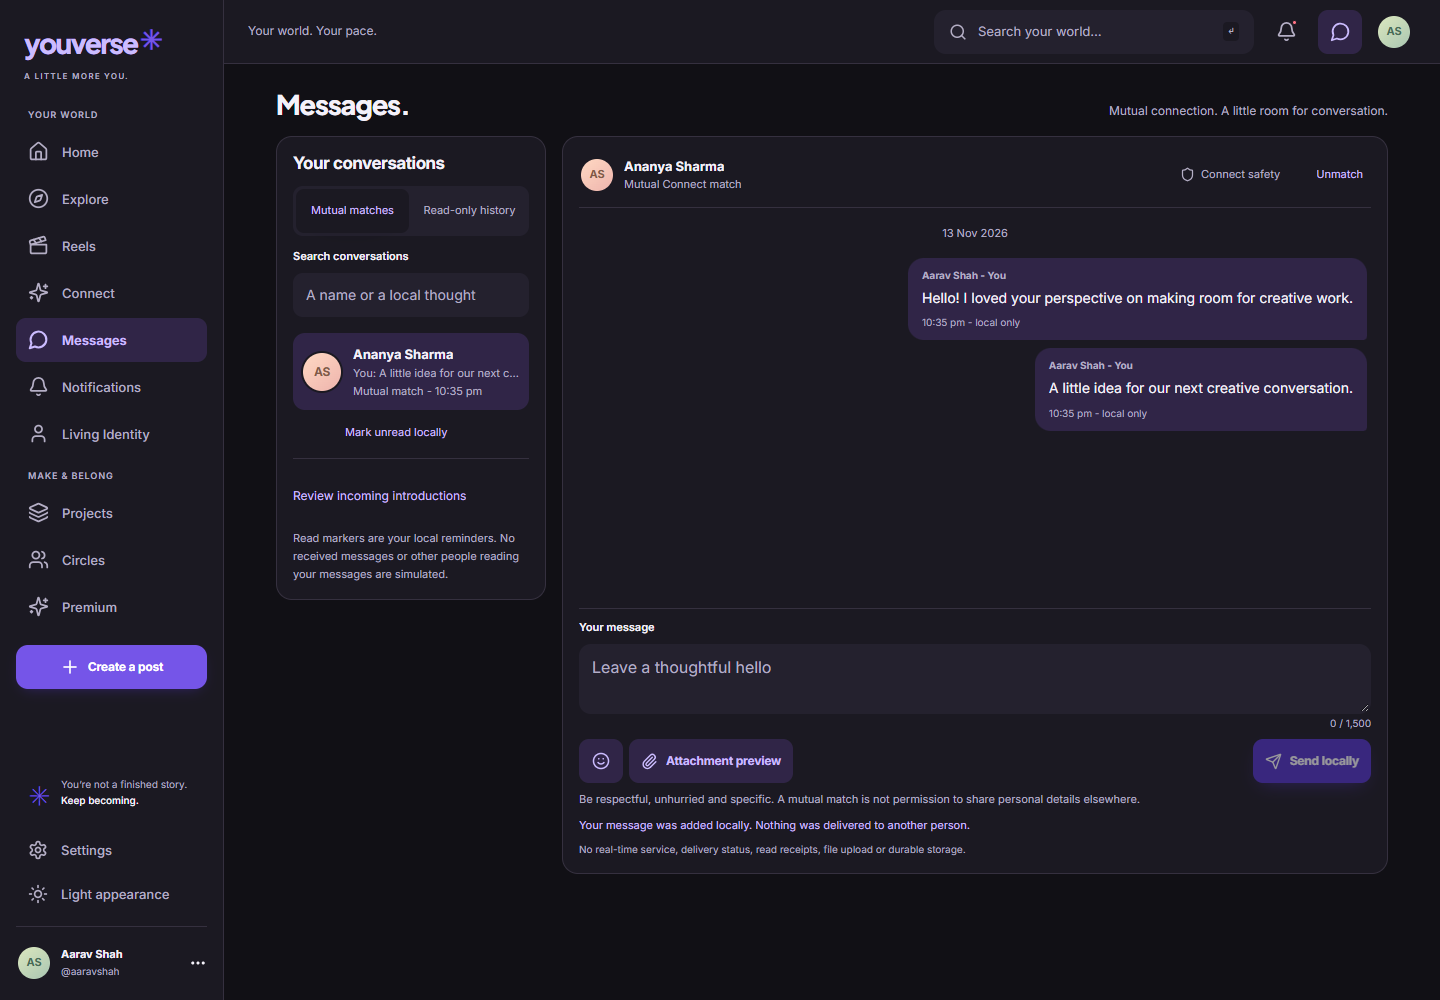 youverse
A LITTLE MORE YOU.
YOUR WORLD
Home
Explore
Reels
Connect
Messages
Notifications
Living Identity
MAKE & BELONG
Projects
Circles
Premium
Create a post
You're not a finished story.
Keep becoming.
Settings
Light appearance
AS
Aarav Shah
@aaravshah
Your world. Your pace.
Search your world...
AS
Messages.
Mutual connection. A little room for conversation.
Your conversations
Mutual matches
Read-only history
Search conversations
A name or a local thought
AS
Ananya Sharma
You: A little idea for our next c...
Mutual match - 10:35 pm
Mark unread locally
Review incoming introductions
Read markers are your local reminders. No
received messages or other people reading
your messages are simulated.
AS
Ananya Sharma
Mutual Connect match
Connect safety
Unmatch
13 Nov 2026
Aarav Shah - You
Hello! I loved your perspective on making room for creative work.
10:35 pm - local only
Aarav Shah - You
A little idea for our next creative conversation.
10:35 pm - local only
Your message
Leave a thoughtful hello
0 / 1,500
Attachment preview
Send locally
Be respectful, unhurried and specific. A mutual match is not permission to share personal details elsewhere.
Your message was added locally. Nothing was delivered to another person.
No real-time service, delivery status, read receipts, file upload or durable storage.